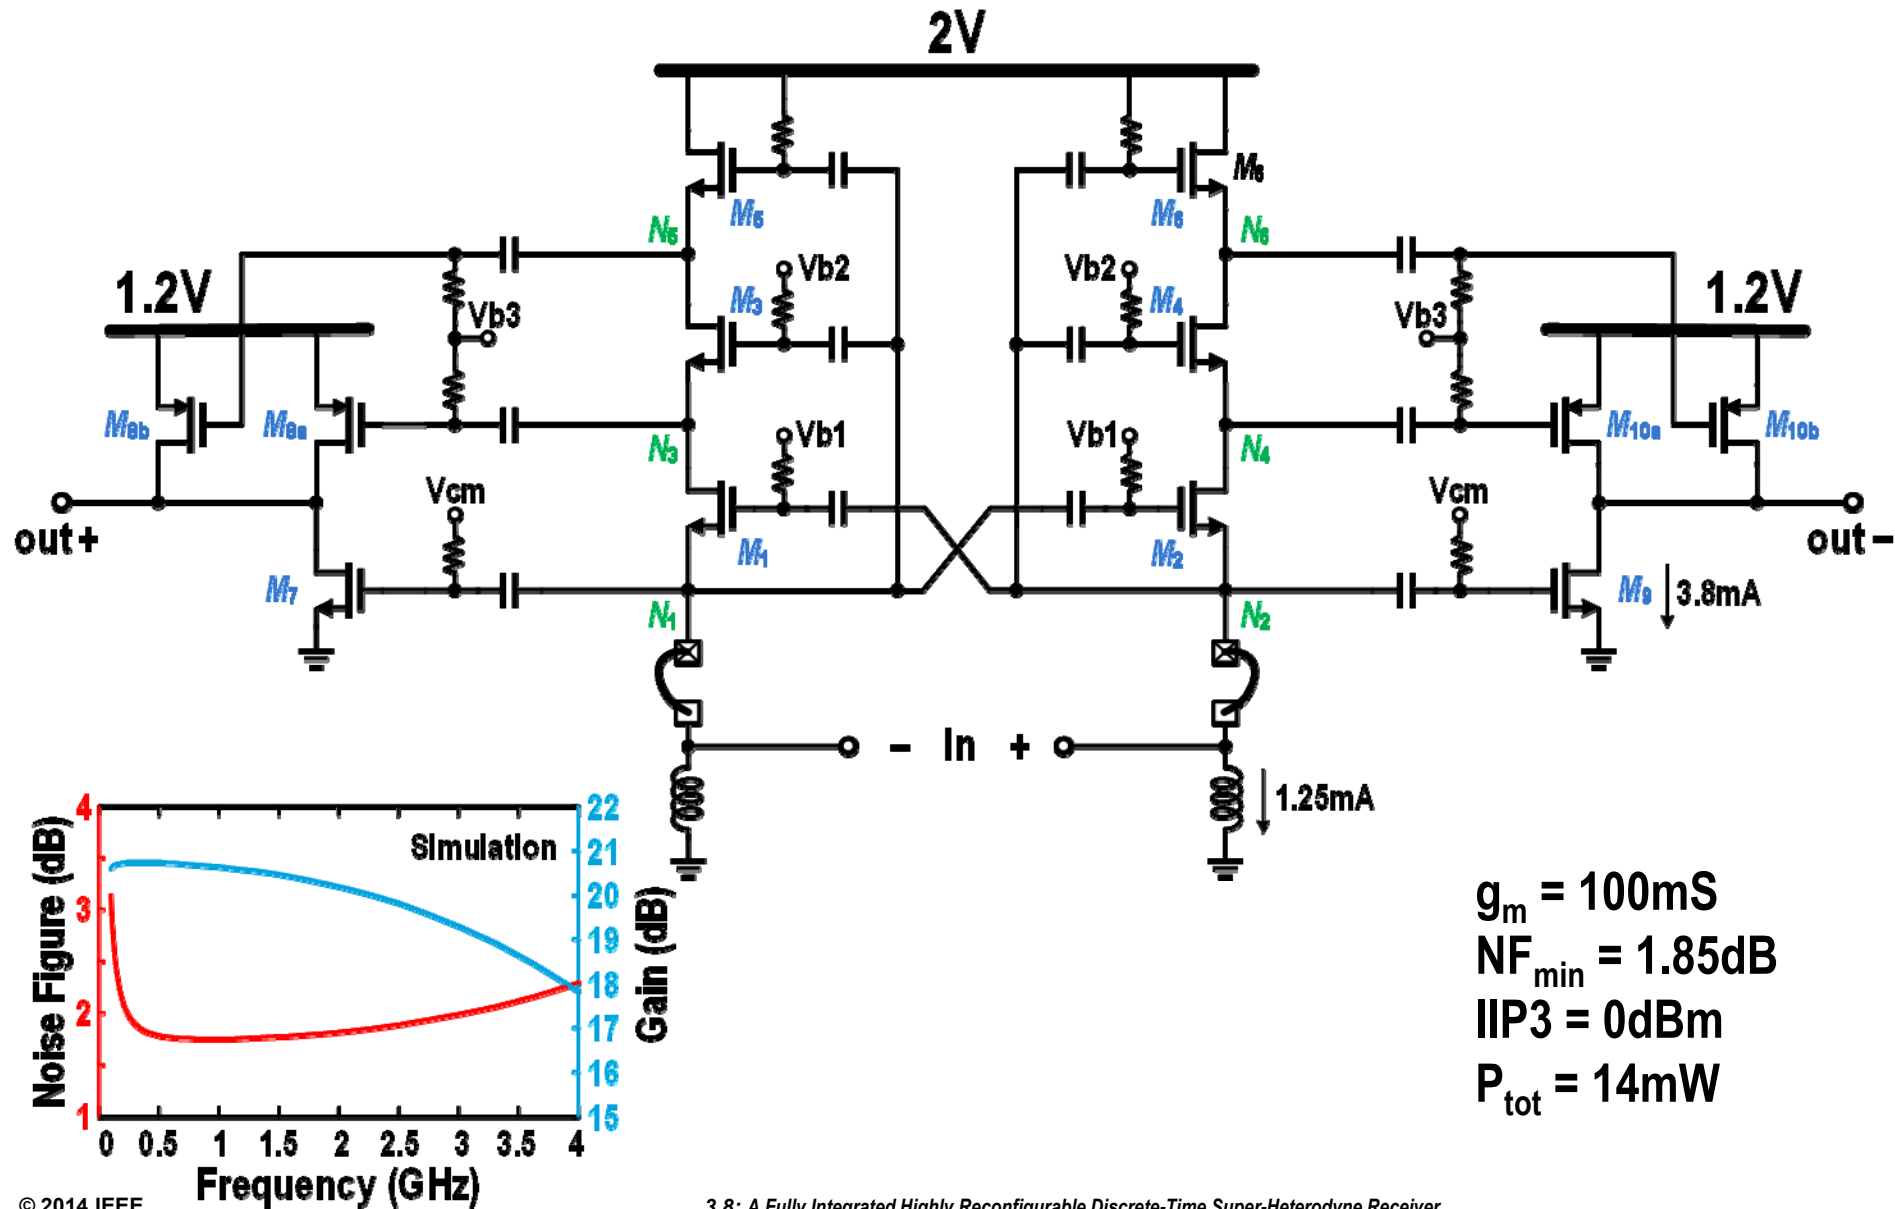 2V
M6
M5
M6
N5
N6
Vb2
Vb2
1.2V
1.2V
M3
M4
Vb3
Vb3
M8b
M8a
M10a
M10b
Vb1
Vb1
N3
N4
Vcm
Vcm
out+
out−
M1
M2
M7
M9
3.8mA
N1
N2
− In +
1.25mA
Simulation
Noise Figure (dB)
4
3
2
1
22
21
20
19
18
17
16
15
Gain (dB)
0 0.5 1 1.5 2 2.5 3 3.5 4
Frequency (GHz)
gm = 100mS
NFmin = 1.85dB
IIP3 = 0dBm
Ptot = 14mW
© 2014 IEEE
3.8: A Fully Integrated Highly Reconfigurable Discrete-Time Super-Heterodyne Receiver